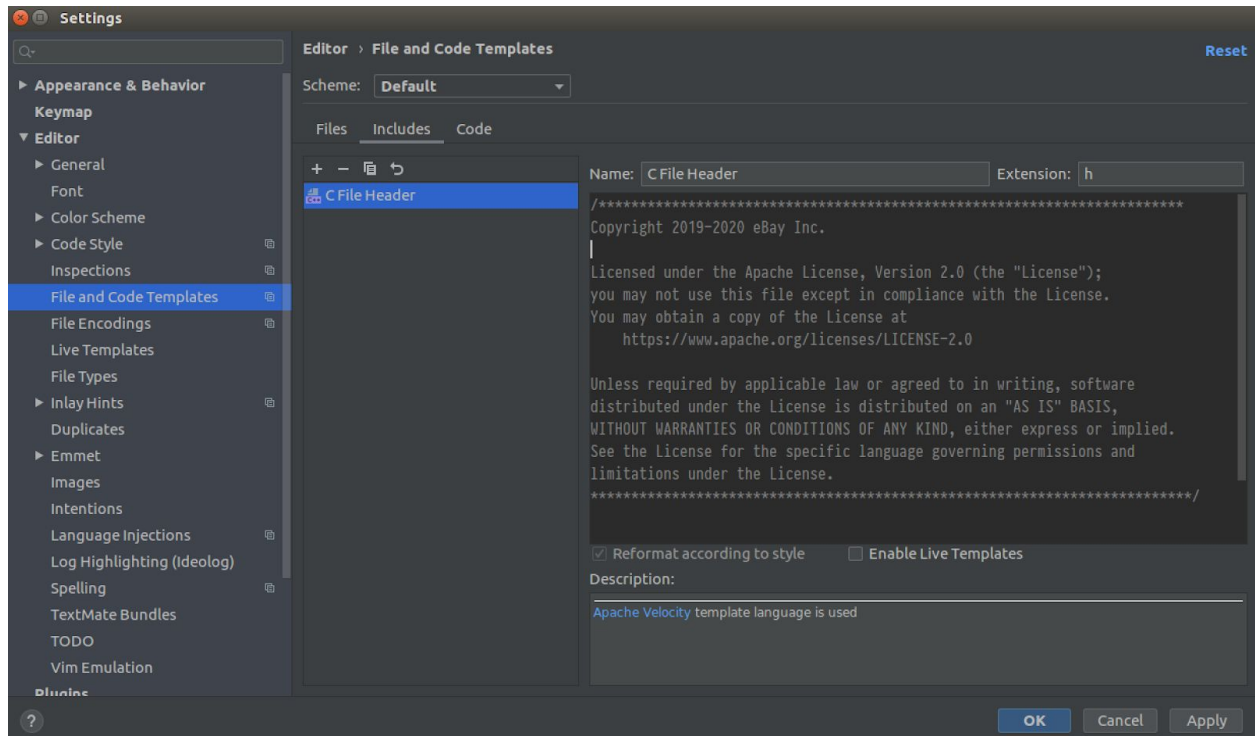 Settings
Appearance & Behavior
Keymap
Editor
General
Font
Color Scheme
Code Style
Inspections
File and Code Templates
File Encodings
Live Templates
File Types
Inlay Hints
Duplicates
Emmet
Images
Intentions
Language Injections
Log Highlighting (Ideolog)
Spelling
TextMate Bundles
TODO
Vim Emulation
Plugins
?
Editor › File and Code Templates
Reset
Scheme: Default
Files Includes Code
C File Header
Name: C File Header Extension: h
/************************************************************************
Copyright 2019-2020 eBay Inc.
Licensed under the Apache License, Version 2.0 (the "License");
you may not use this file except in compliance with the License.
You may obtain a copy of the License at
https://www.apache.org/licenses/LICENSE-2.0
Unless required by applicable law or agreed to in writing, software
distributed under the License is distributed on an "AS IS" BASIS,
WITHOUT WARRANTIES OR CONDITIONS OF ANY KIND, either express or implied.
See the License for the specific language governing permissions and
limitations under the License.
**************************************************************************/
Reformat according to style Enable Live Templates
Description:
Apache Velocity template language is used
OK Cancel Apply